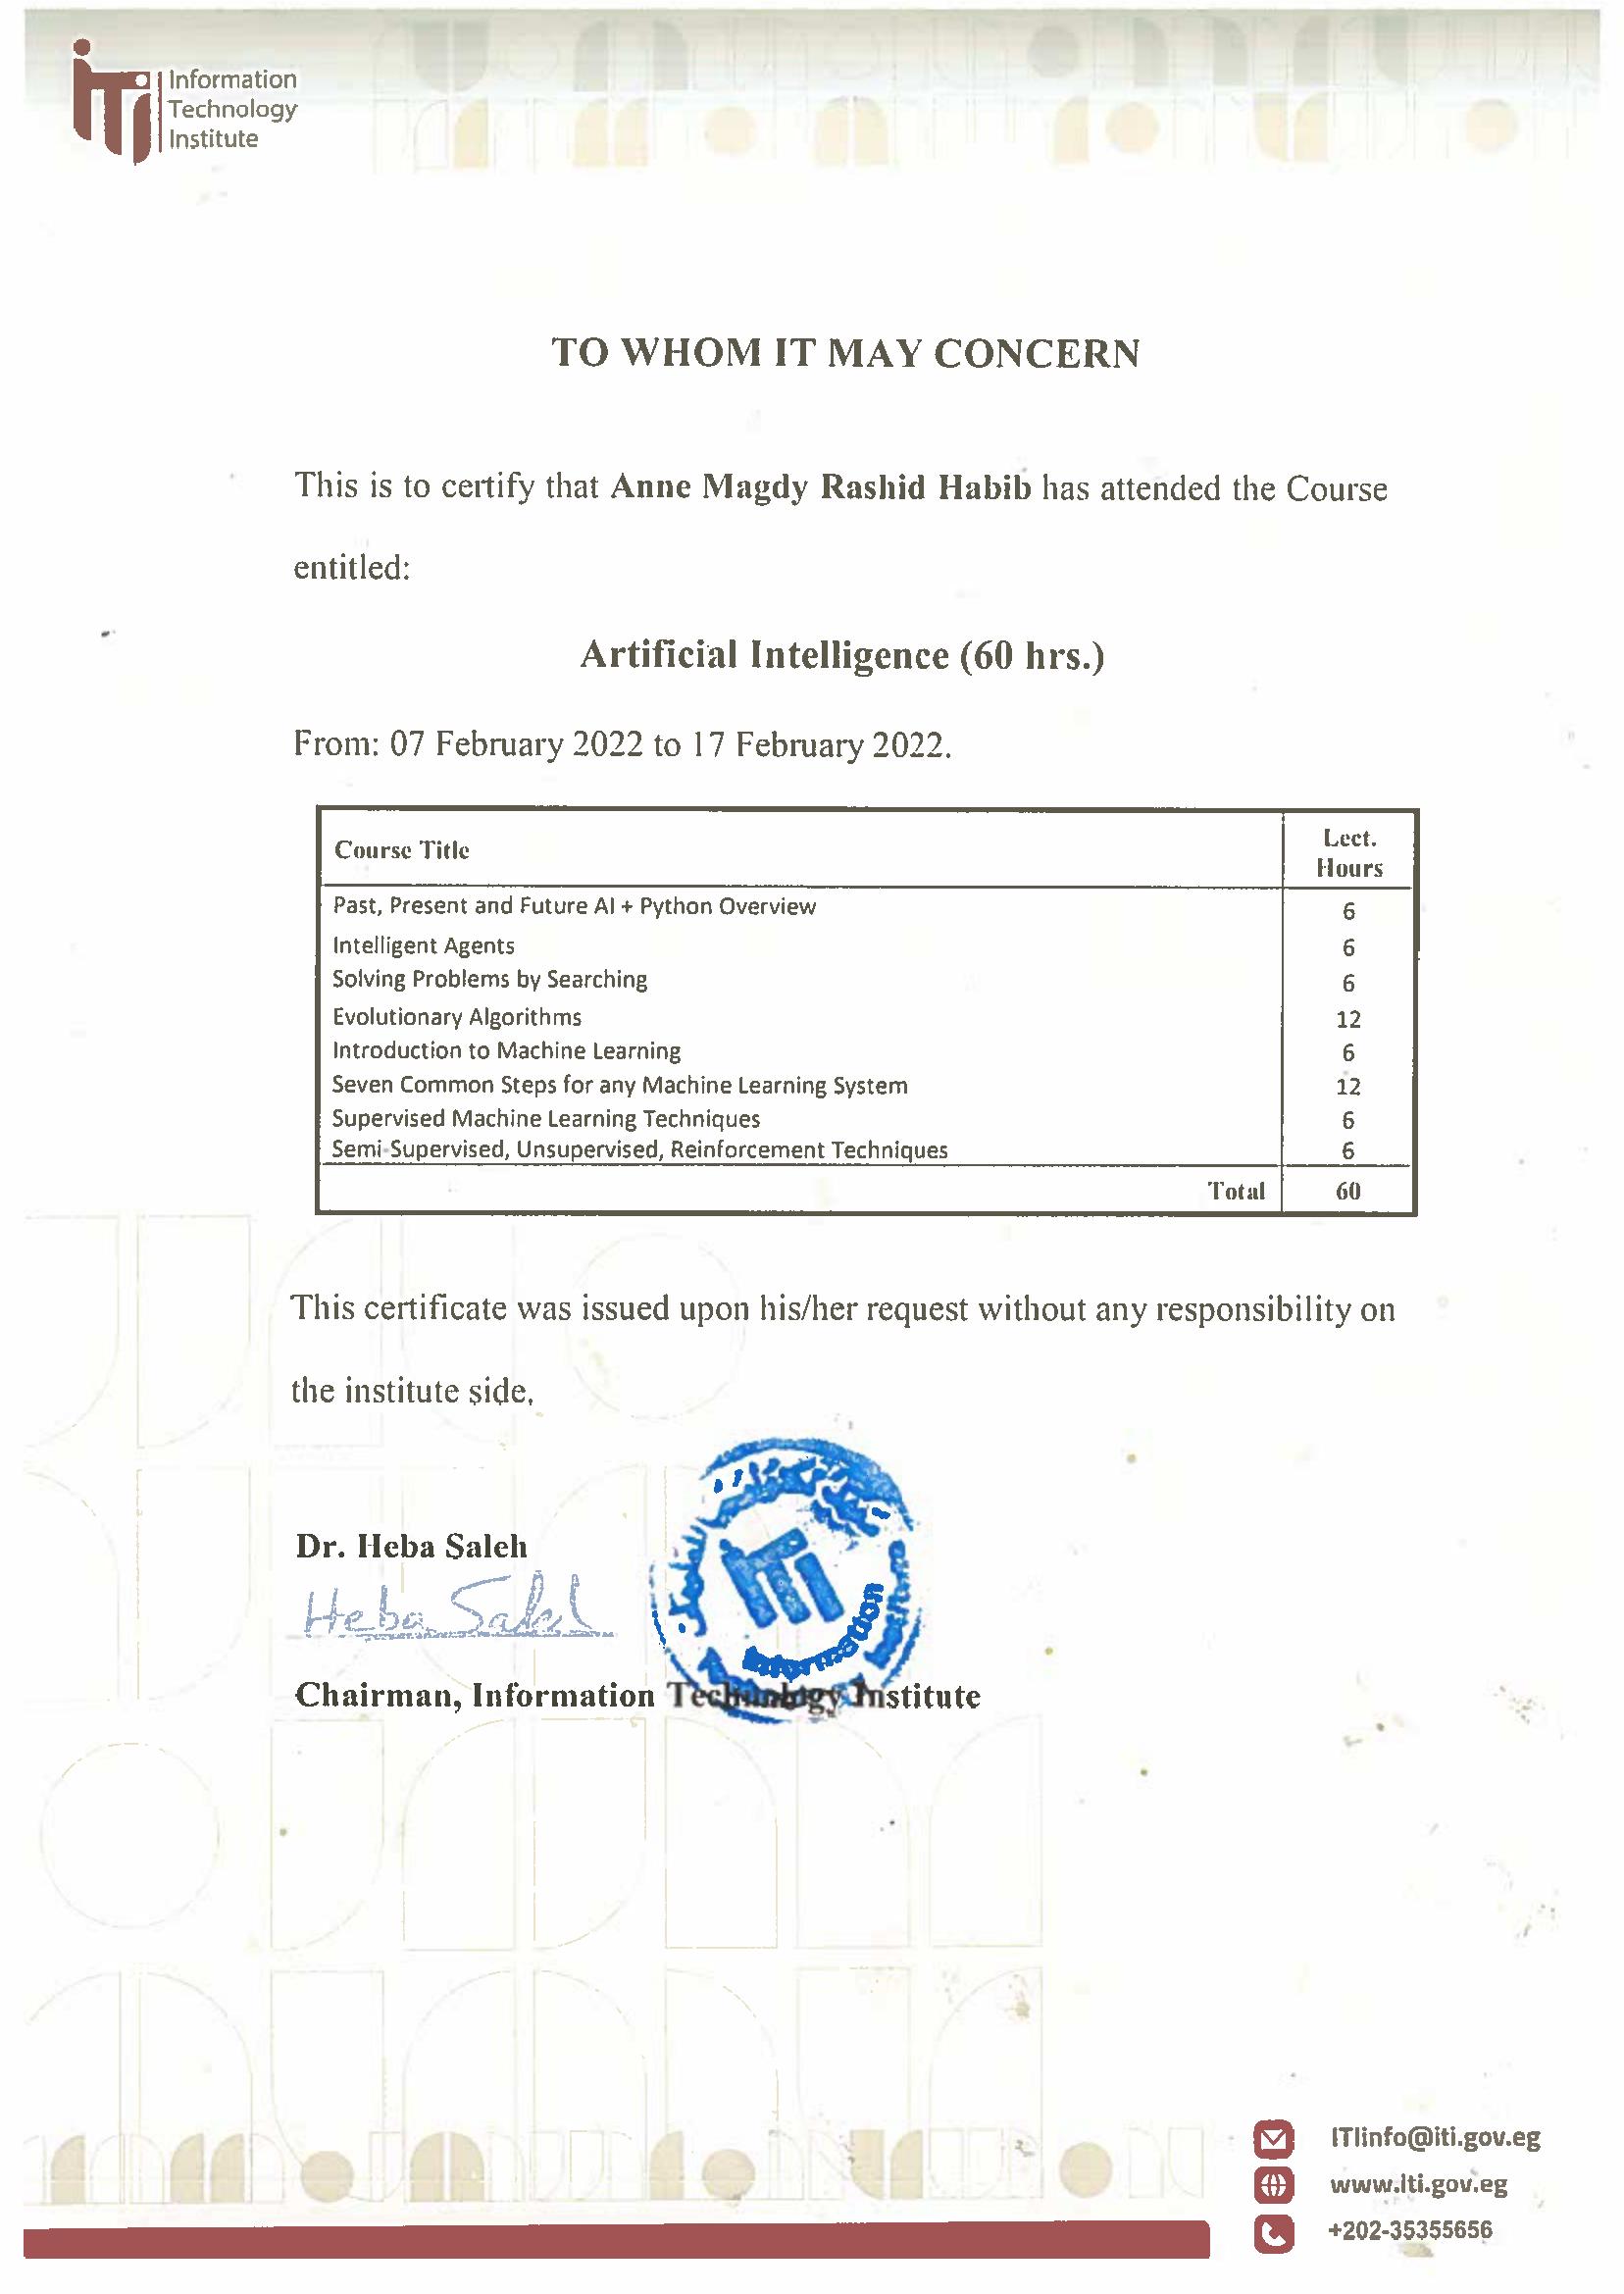 Information
Technology
Institute
TO WHOM IT MAY CONCERN
This is to certify that Anne Magdy Rashid Habib has attended the Course
entitled:
Artificial Intelligence (60 hrs.)
From: 07 February 2022 to 17 February 2022.
Course Title Lect. Hours
Past, Present and Future AI + Python Overview 6
Intelligent Agents 6
Solving Problems by Searching 6
Evolutionary Algorithms 12
Introduction to Machine Learning 6
Seven Common Steps for any Machine Learning System 12
Supervised Machine Learning Techniques 6
Semi-Supervised, Unsupervised, Reinforcement Techniques 6
Total 60
This certificate was issued upon his/her request without any responsibility on
the institute side.
Dr. Heba Saleh
Heba Saleh
iTi
Information
Chairman, Information Technology Institute
ITIinfo@iti.gov.eg
www.iti.gov.eg
+202-35355656